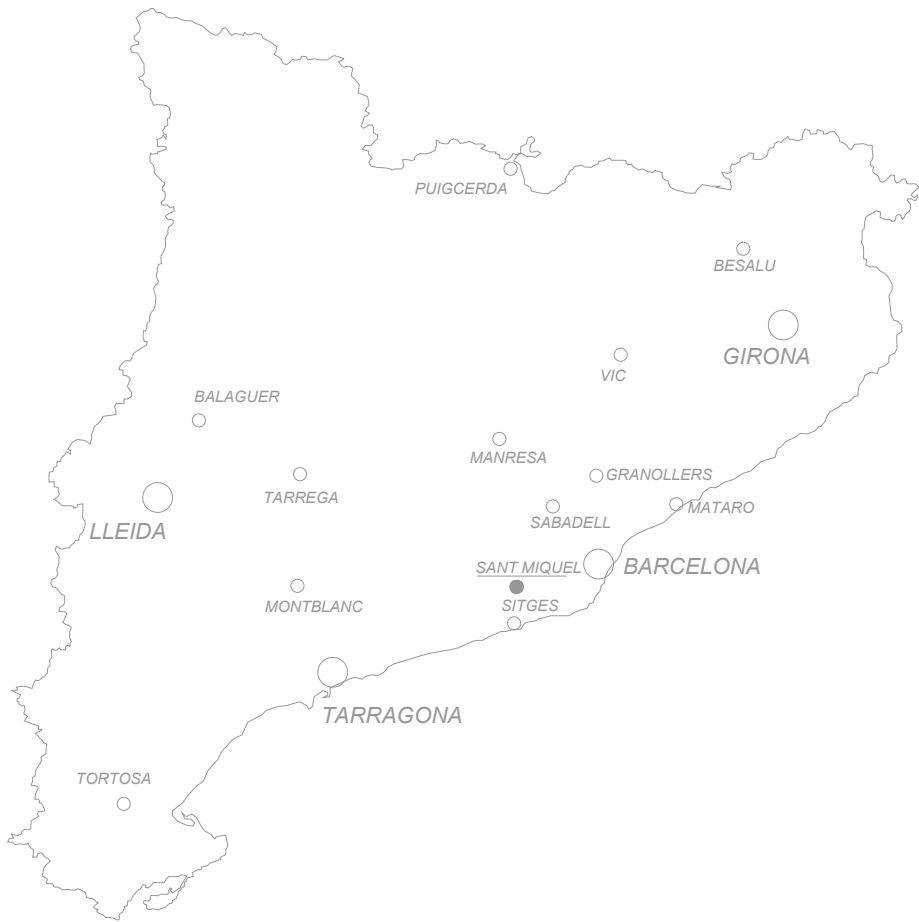 PUIGCERDA
BESALU
GIRONA
VIC
BALAGUER
MANRESA
GRANOLLERS
TARREGA
MATARO
SABADELL
LLEIDA
SANT MIQUEL
BARCELONA
SITGES
MONTBLANC
TARRAGONA
TORTOSA